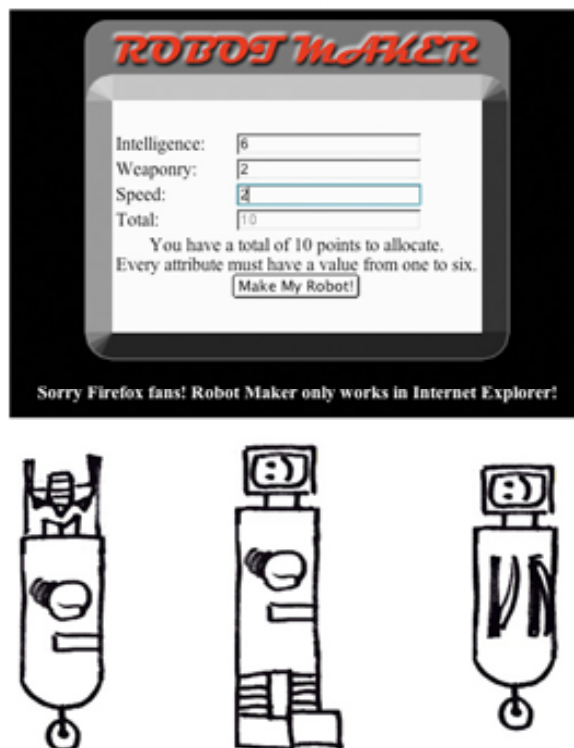 ROBOT MAKER
Intelligence: 6
Weaponry: 2
Speed: 2
Total: 10
You have a total of 10 points to allocate.
Every attribute must have a value from one to six.
Make My Robot!
Sorry Firefox fans! Robot Maker only works in Internet Explorer!